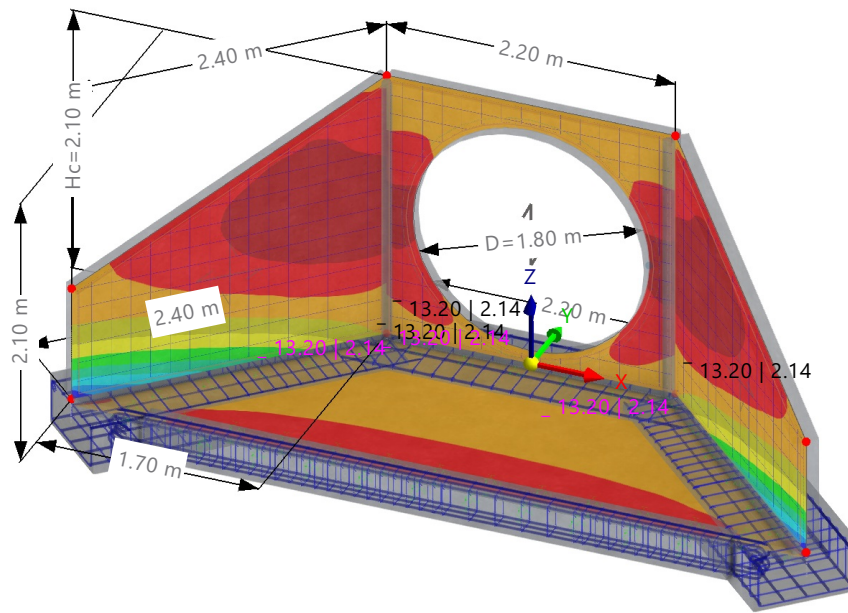 2.40 m
2.20 m
Hc=2.10 m
D=1.80 m
Z
2.40 m
2.20 m
Y
13.20 | 2.14
2.10 m
13.20 | 2.14
13.20 | 2.14
13.20 | 2.14
13.20 | 2.14
X
13.20 | 2.14
1.70 m